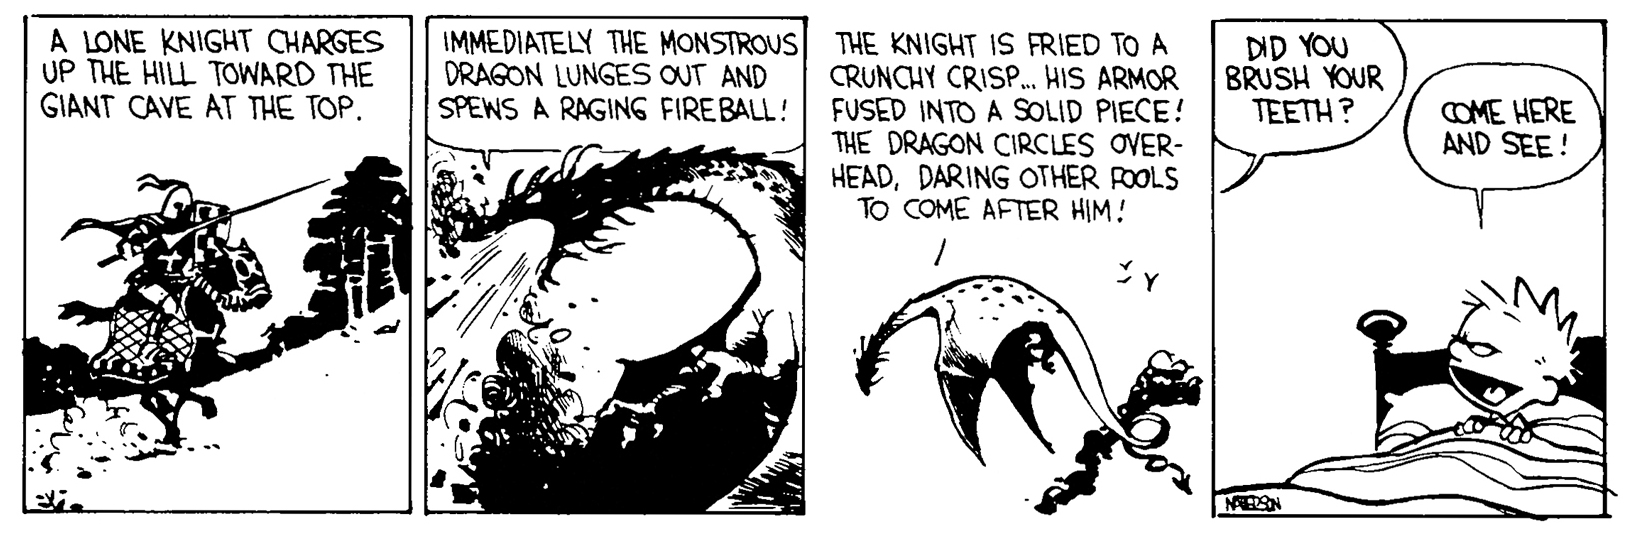 A LONE KNIGHT CHARGES
UP THE HILL TOWARD THE
GIANT CAVE AT THE TOP.
IMMEDIATELY THE MONSTROUS
DRAGON LUNGES OUT AND
SPEWS A RAGING FIREBALL!
THE KNIGHT IS FRIED TO A
CRUNCHY CRISP... HIS ARMOR
FUSED INTO A SOLID PIECE!
THE DRAGON CIRCLES OVER-
HEAD, DARING OTHER FOOLS
TO COME AFTER HIM!
DID YOU
BRUSH YOUR
TEETH?
COME HERE
AND SEE!
WATTERSON